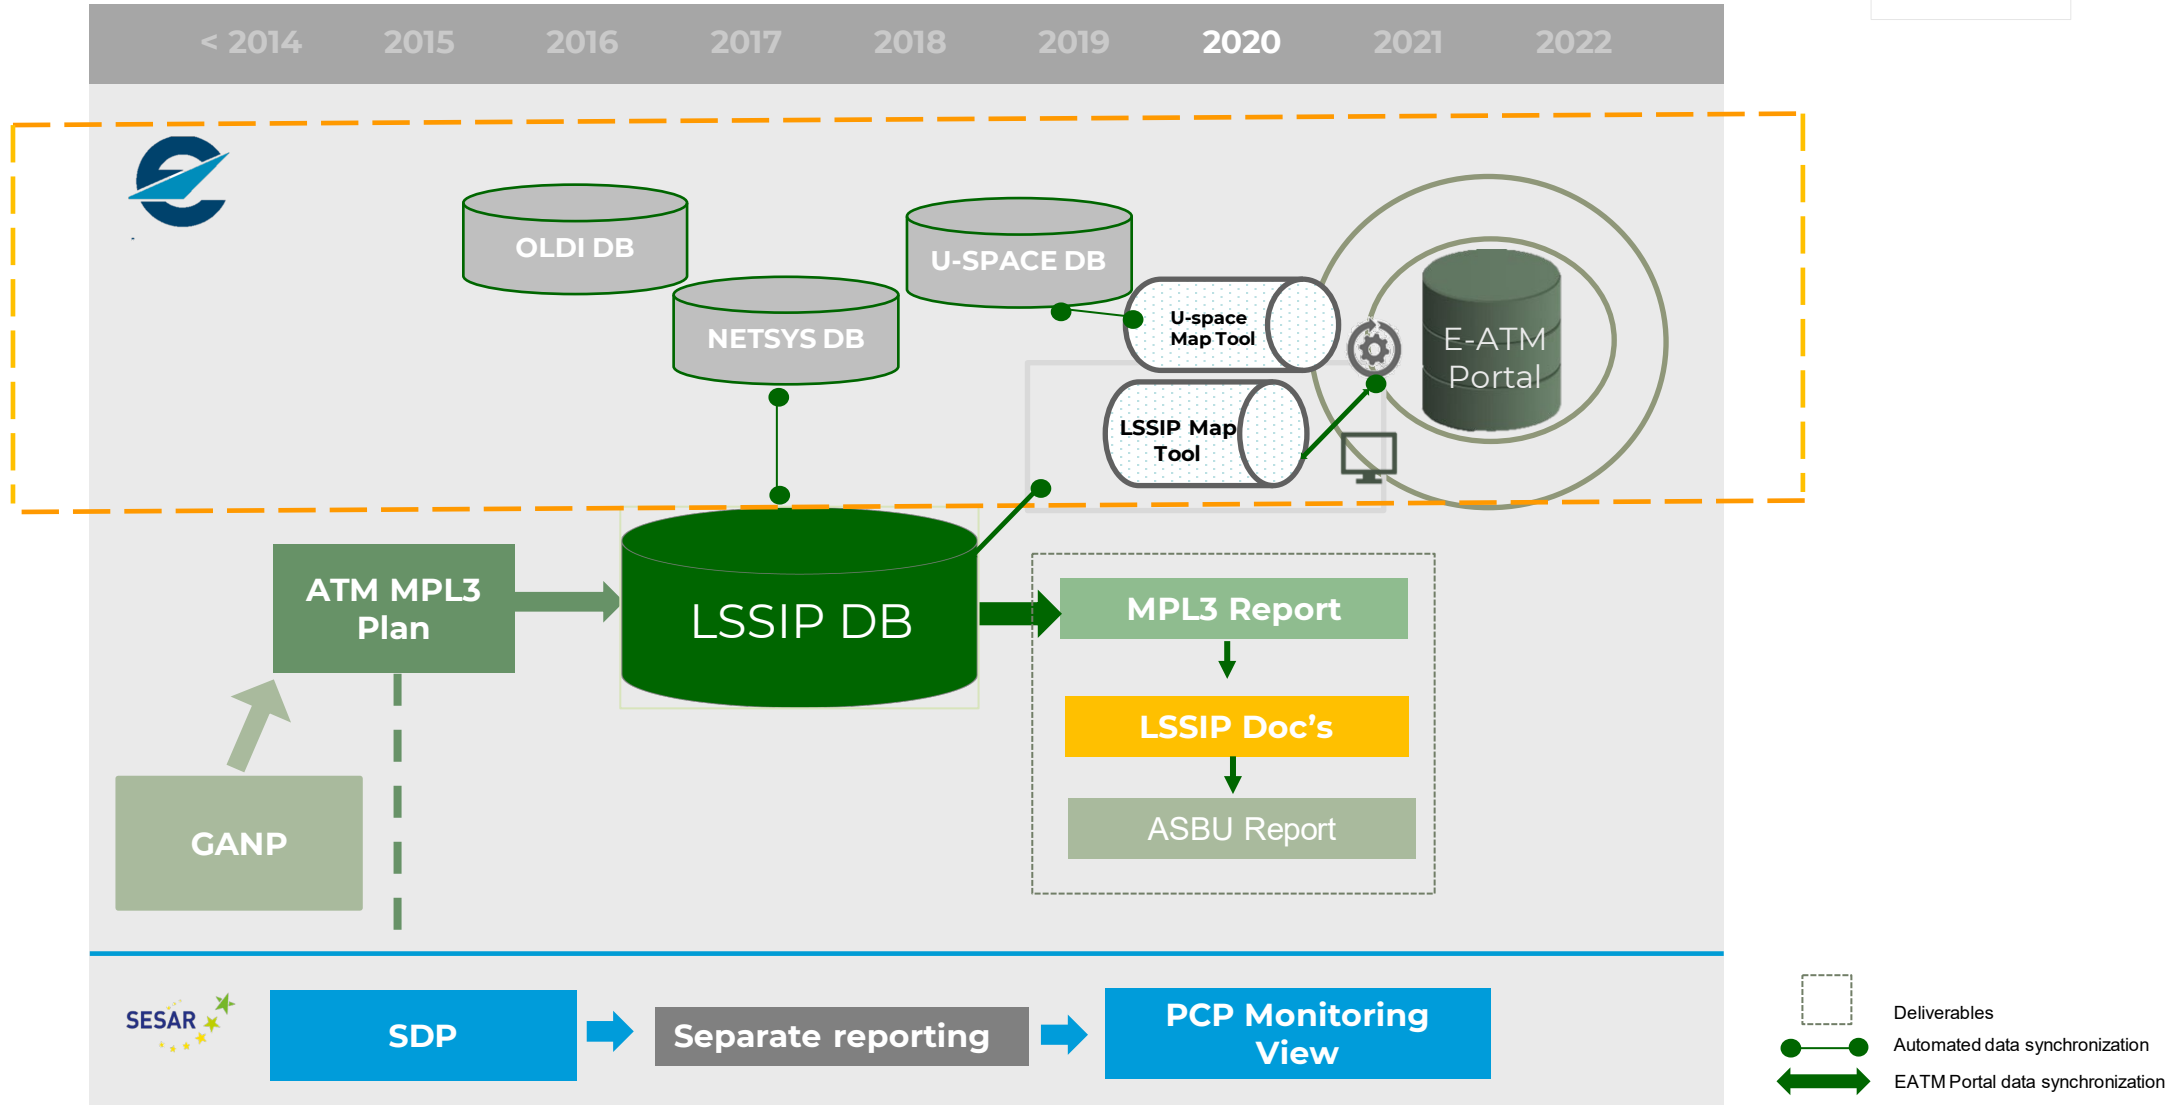 < 2014 2015 2016 2017 2018 2019 2020 2021 2022
OLDI DB
U-SPACE DB
NETSYS DB
U-space
Map Tool
E-ATM
Portal
LSSIP Map
Tool
ATM MPL3
Plan
LSSIP DB
MPL3 Report
LSSIP Doc’s
ASBU Report
GANP
SESAR
SDP
Separate reporting
PCP Monitoring
View
Deliverables
Automated data synchronization
EATM Portal data synchronization